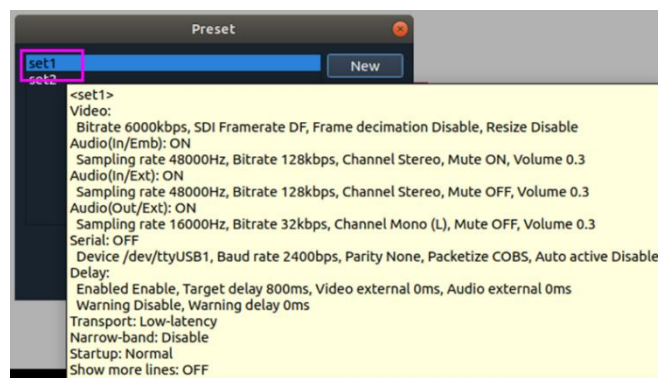 Preset
set1
New
set2
<set1>
Video:
Bitrate 6000kbps, SDI Framerate DF, Frame decimation Disable, Resize Disable
Audio(In/Emb): ON
Sampling rate 48000Hz, Bitrate 128kbps, Channel Stereo, Mute ON, Volume 0.3
Audio(In/Ext): ON
Sampling rate 48000Hz, Bitrate 128kbps, Channel Stereo, Mute OFF, Volume 0.3
Audio(Out/Ext): ON
Sampling rate 16000Hz, Bitrate 32kbps, Channel Mono (L), Mute OFF, Volume 0.3
Serial: OFF
Device /dev/ttyUSB1, Baud rate 2400bps, Parity None, Packetize COBS, Auto active Disable
Delay:
Enabled Enable, Target delay 800ms, Video external 0ms, Audio external 0ms
Warning Disable, Warning delay 0ms
Transport: Low-latency
Narrow-band: Disable
Startup: Normal
Show more lines: OFF